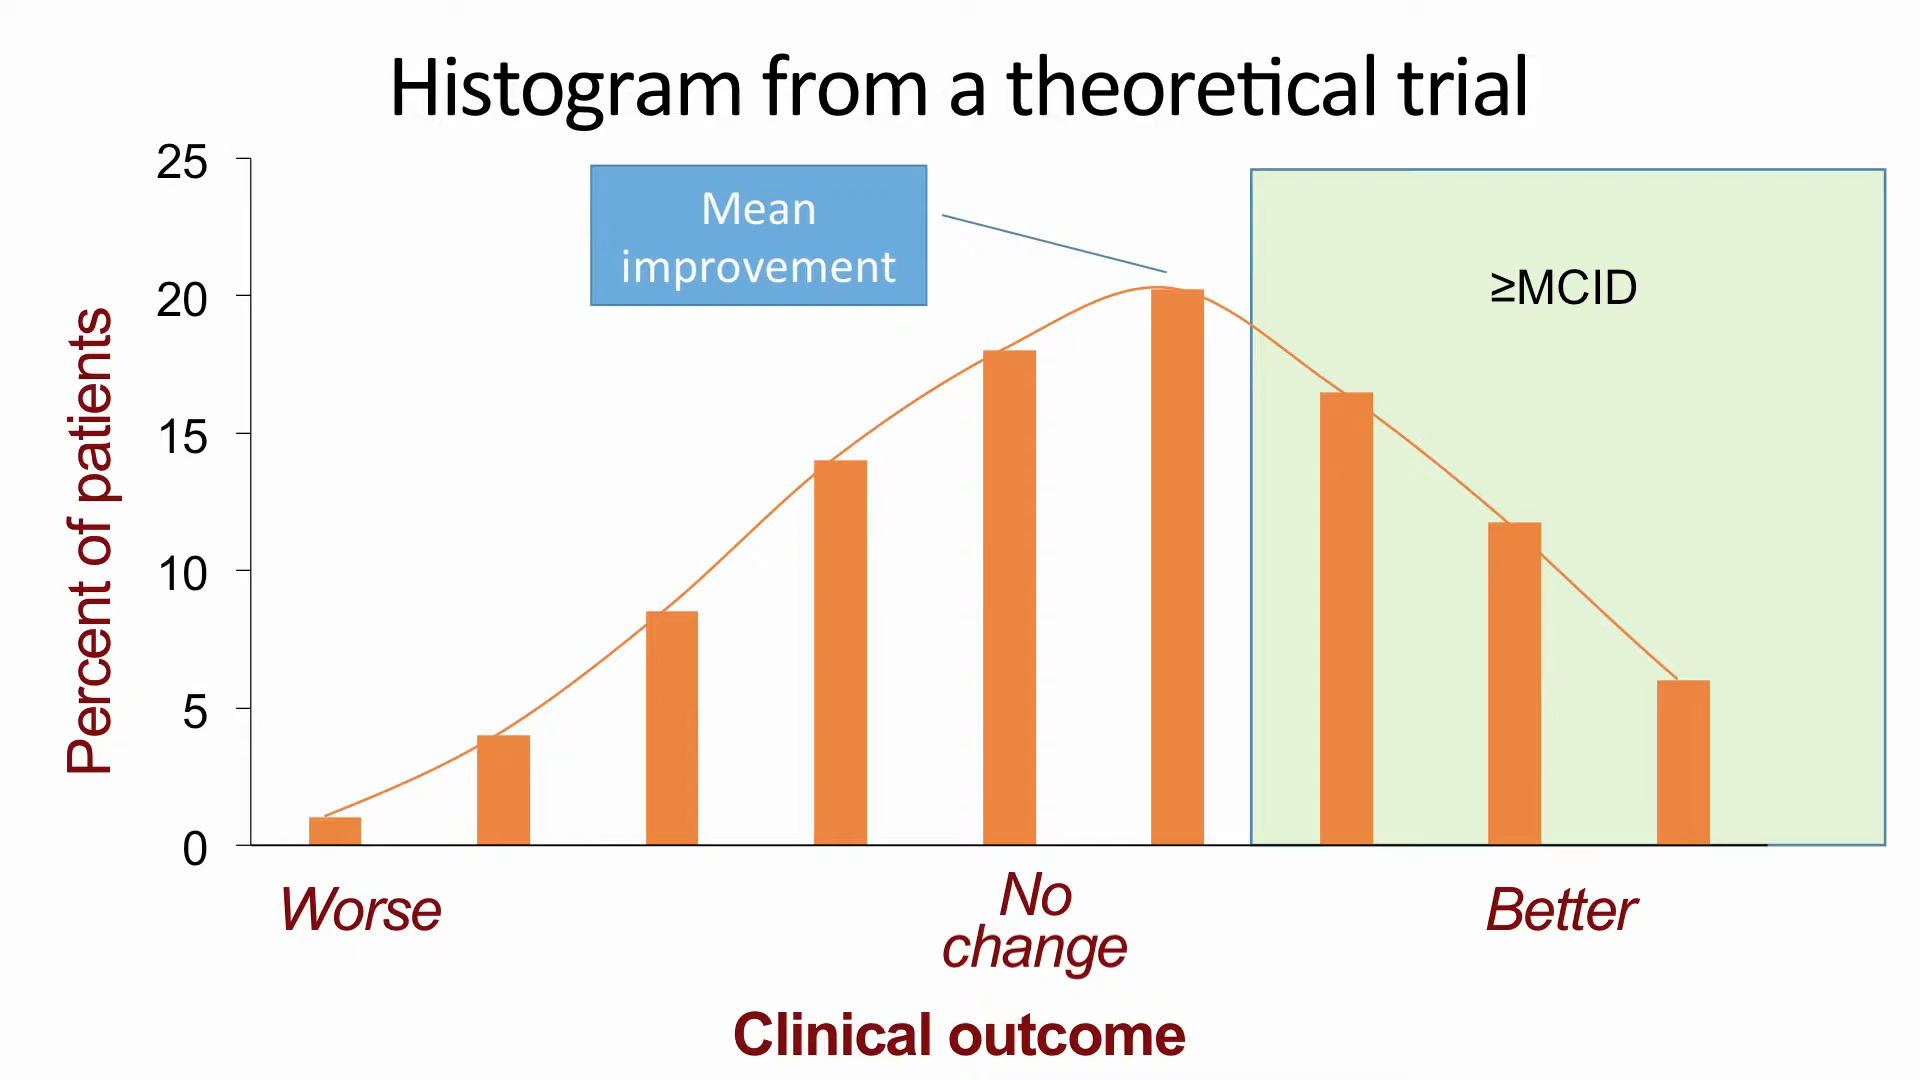 Histogram from a theoretical trial
25
20
15
10
5
0
Percent of patients
Mean
improvement
≥MCID
Worse
No
change
Better
Clinical outcome